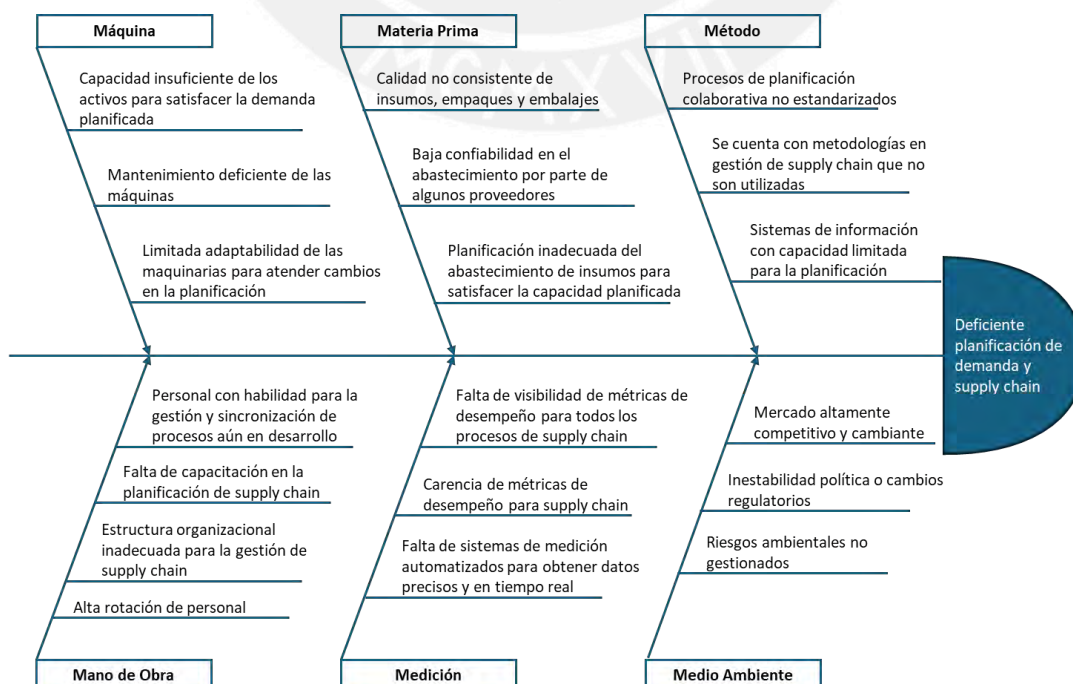 MCMXVII
Máquina
Capacidad insuficiente de los
activos para satisfacer la demanda
planificada
Mantenimiento deficiente de las
máquinas
Limitada adaptabilidad de las
maquinarias para atender cambios
en la planificación
Materia Prima
Calidad no consistente de
insumos, empaques y embalajes
Baja confiabilidad en el
abastecimiento por parte de
algunos proveedores
Planificación inadecuada del
abastecimiento de insumos para
satisfacer la capacidad planificada
Método
Procesos de planificación
colaborativa no estandarizados
Se cuenta con metodologías en
gestión de supply chain que no
son utilizadas
Sistemas de información
con capacidad limitada
para la planificación
Deficiente
planificación de
demanda y
supply chain
Personal con habilidad para la
gestión y sincronización de
procesos aún en desarrollo
Falta de capacitación en la
planificación de supply chain
Estructura organizacional
inadecuada para la gestión de
supply chain
Alta rotación de personal
Mano de Obra
Falta de visibilidad de métricas de
desempeño para todos los
procesos de supply chain
Carencia de métricas de
desempeño para supply chain
Falta de sistemas de medición
automatizados para obtener datos
precisos y en tiempo real
Medición
Mercado altamente
competitivo y cambiante
Inestabilidad política o cambios
regulatorios
Riesgos ambientales no
gestionados
Medio Ambiente